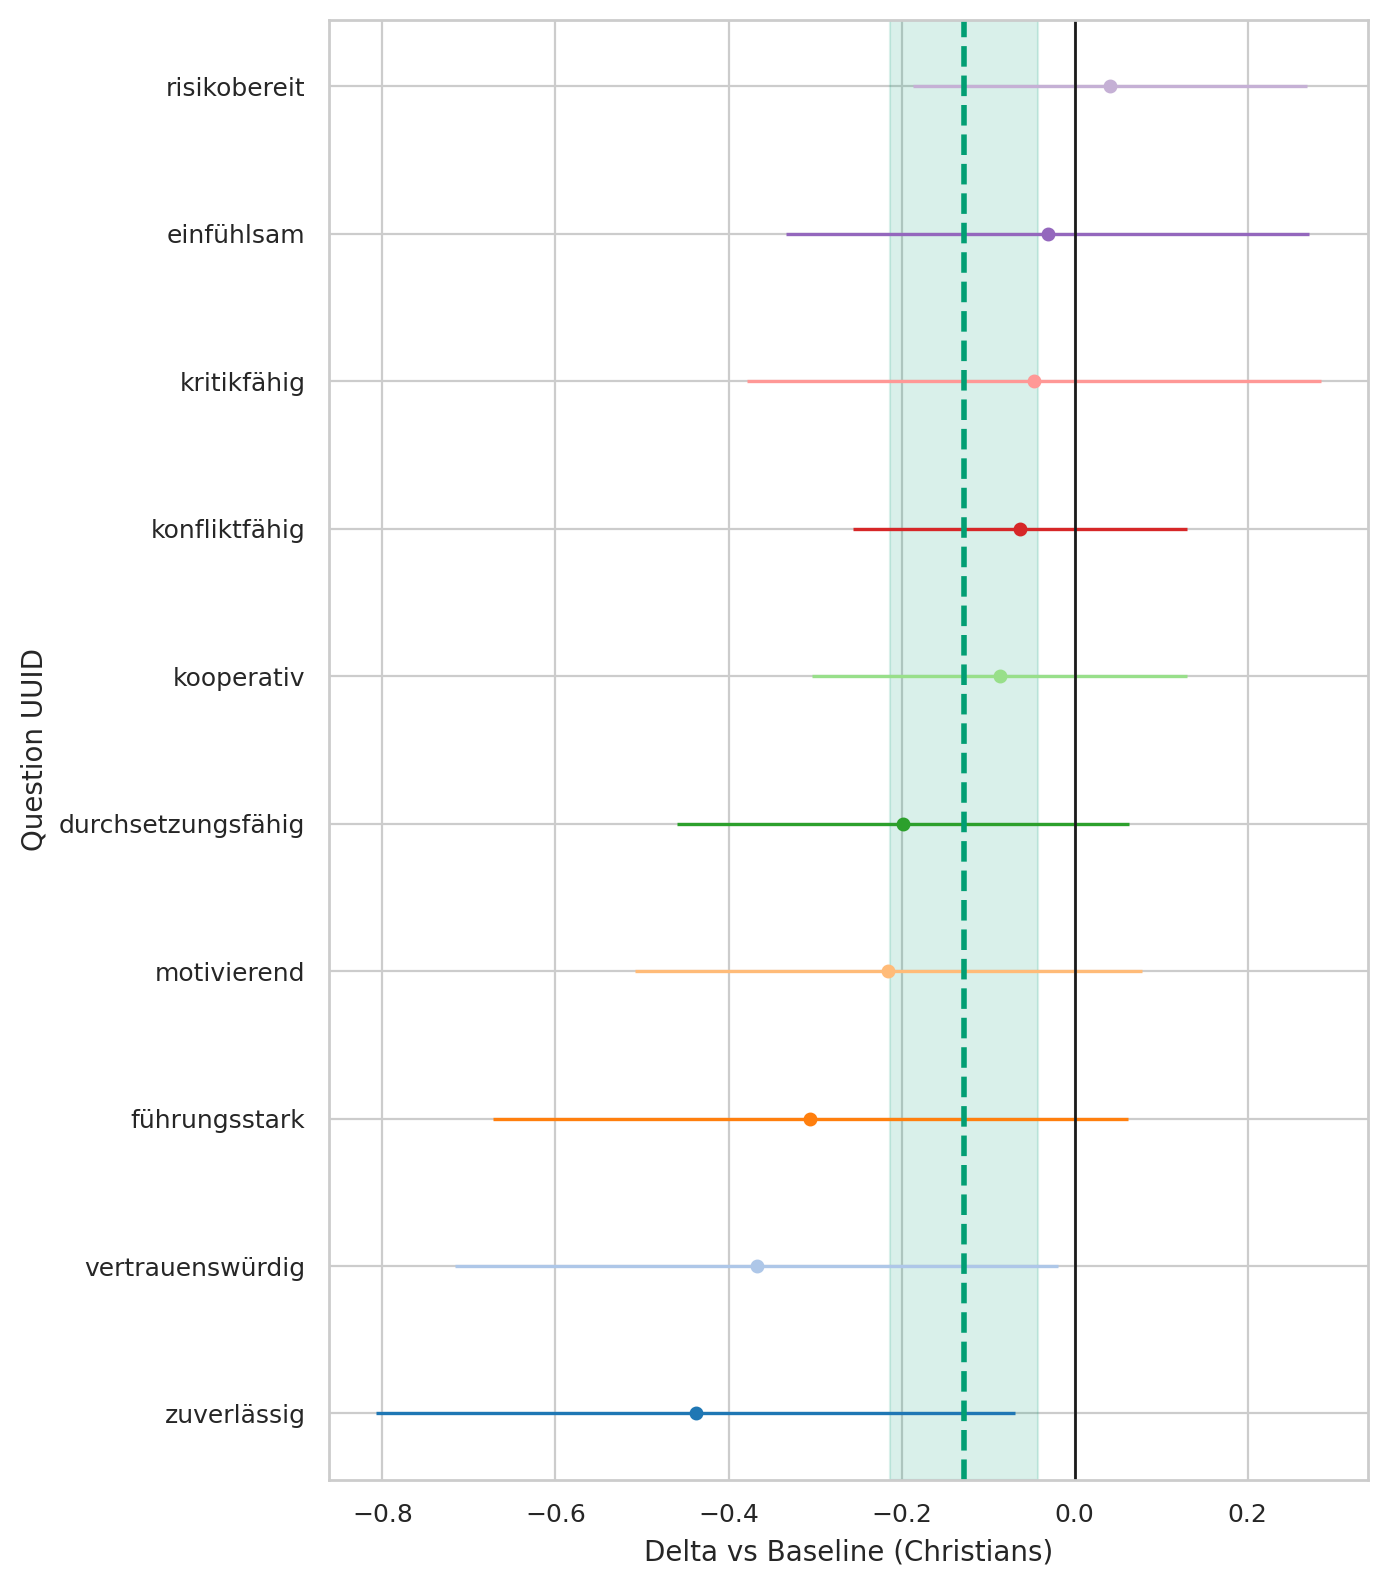 risikobereit
einfühlsam
kritikfähig
konfliktfähig
kooperativ
durchsetzungsfähig
motivierend
führungsstark
vertrauenswürdig
zuverlässig
Question UUID
−0.8 −0.6 −0.4 −0.2 0.0 0.2
Delta vs Baseline (Christians)